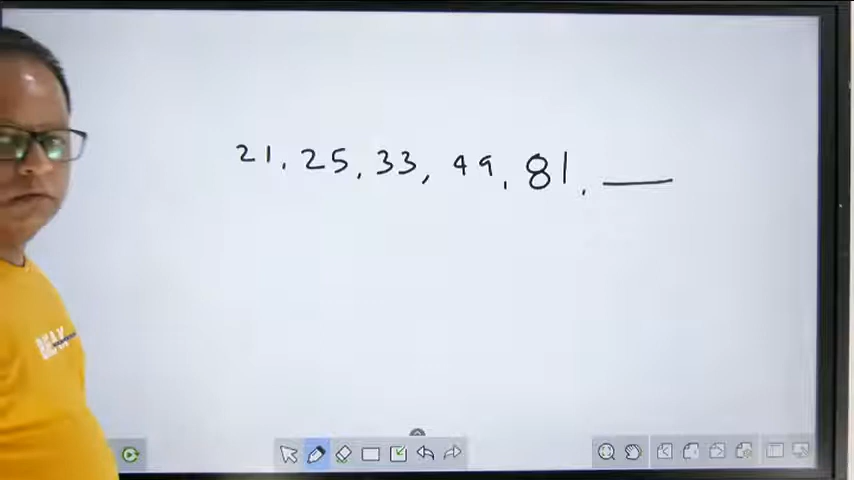 21, 25, 33, 49, 81, ___